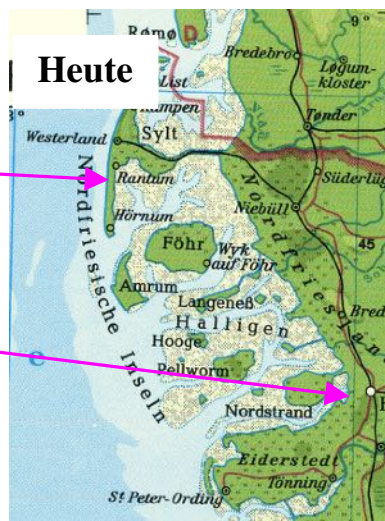 Heute
Rømø
D
9°
Bredebro
Løgum-
kloster
List
Kampen
Tønder
Westerland
Sylt
Rantum
Niebüll
Hörnum
Nordfriesische Inseln
Nordfriesland
45
Föhr
Wyk
auf Föhr
Amrum
Langeneß
Halligen
Hooge
Pellworm
C
Nordstrand
Eiderstedt
Tönning
St Peter-Ording